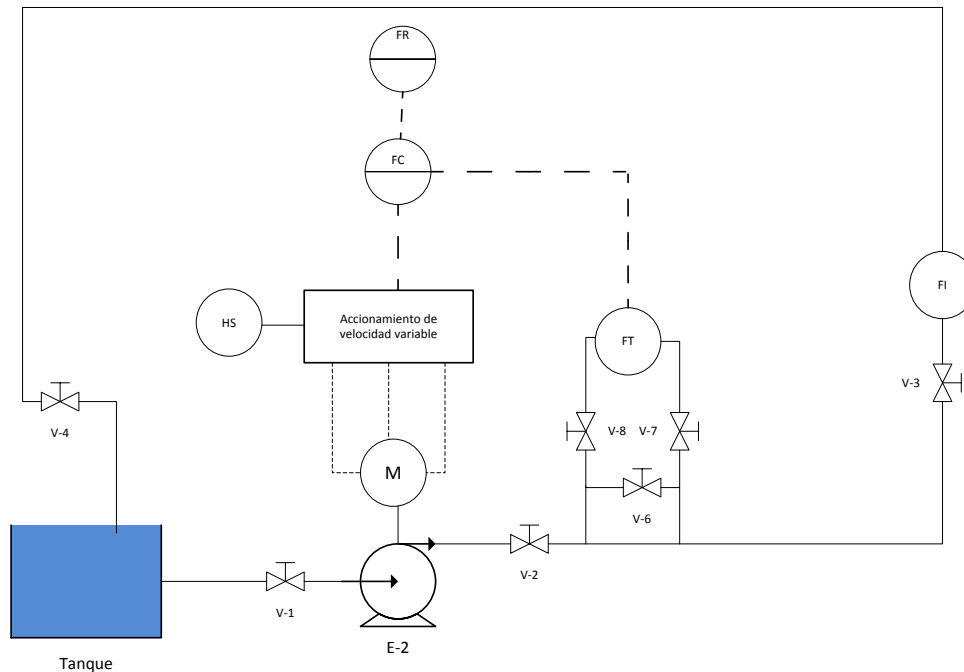 FR
FC
FI
HS
Accionamiento de
velocidad variable
FT
V-3
V-4
V-8
V-7
M
V-6
V-2
V-1
E-2
Tanque